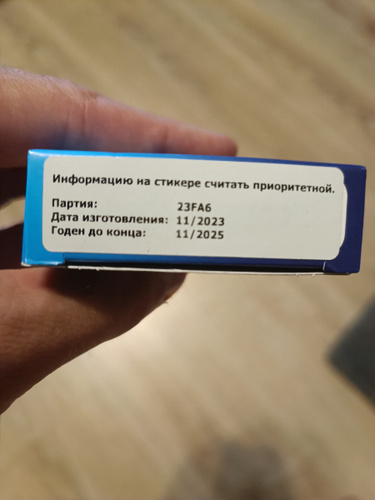 Информацию на стикере считать приоритетной.
Партия: 23FA6
Дата изготовления: 11/2023
Годен до конца: 11/2025